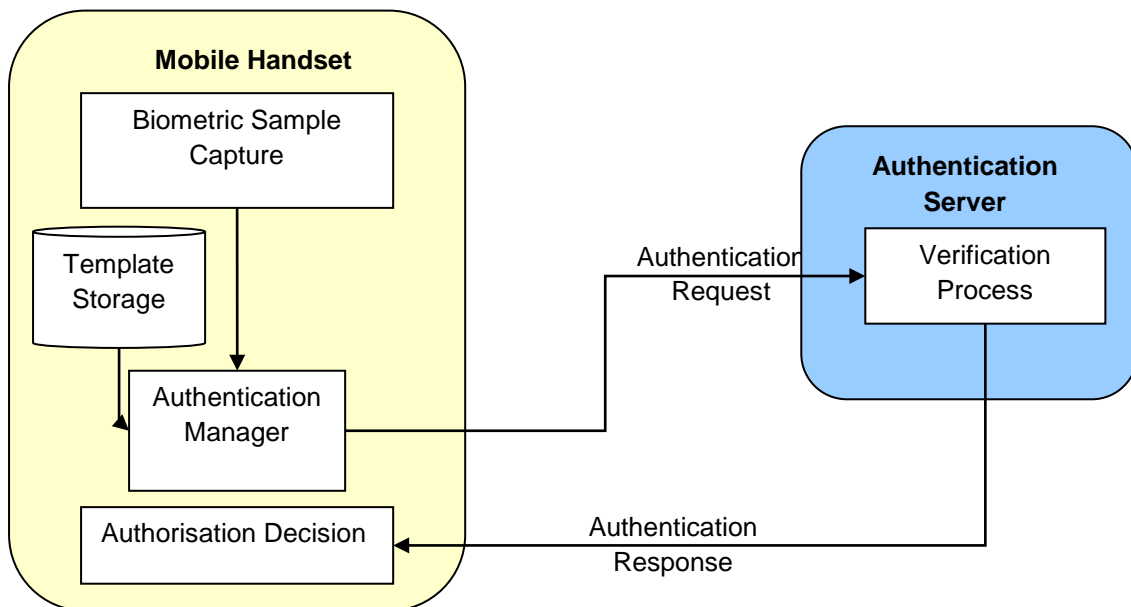 Mobile Handset
Biometric Sample
Capture
Template
Storage
Authentication
Manager
Authorisation Decision
Authentication
Request
Authentication
Server
Verification
Process
Authentication
Response